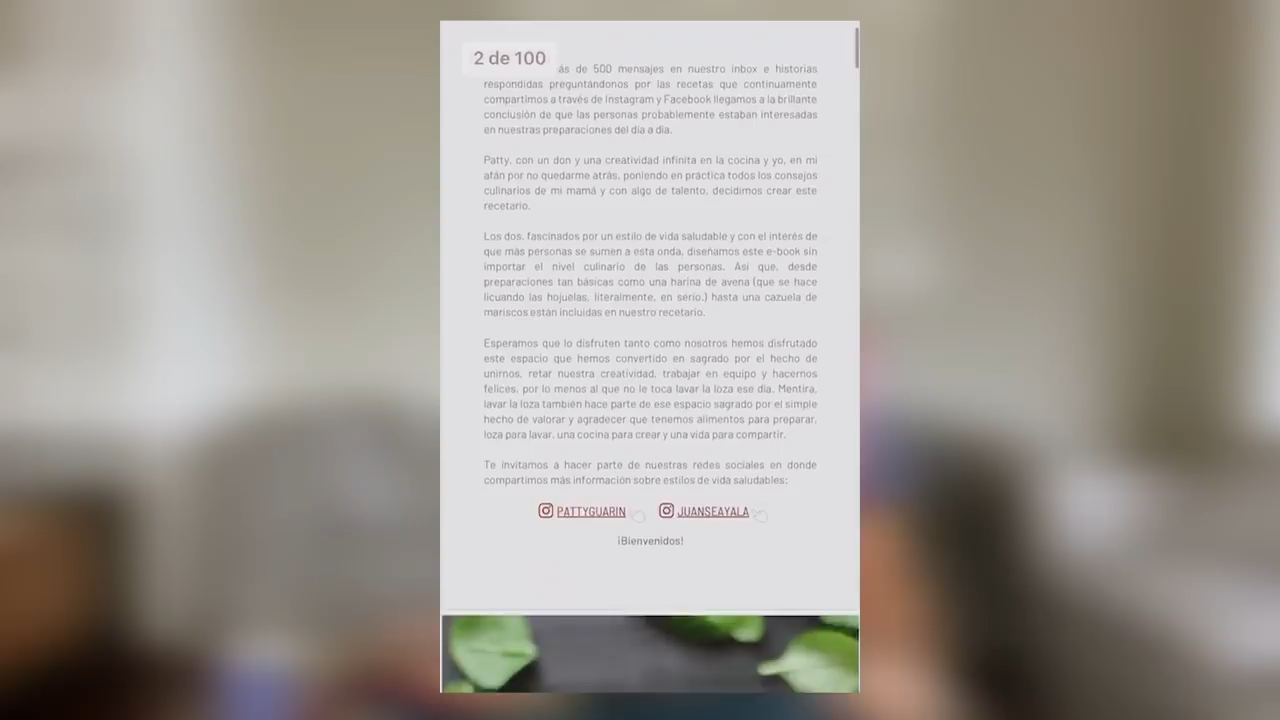 2 de 100
ás de 500 mensajes en nuestro inbox e historias
respondidas preguntándonos por las recetas que continuamente
compartimos a través de Instagram y Facebook llegamos a la brillante
conclusión de que las personas probablemente estaban interesadas
en nuestras preparaciones del día a día.
Patty, con un don y una creatividad infinita en la cocina y yo, en mi
afán por no quedarme atrás, poniendo en práctica todos los consejos
culinarios de mi mamá y con algo de talento, decidimos crear este
recetario.
Los dos, fascinados por un estilo de vida saludable y con el interés de
que más personas se sumen a esta onda, diseñamos este e-book sin
importar el nivel culinario de las personas. Así que, desde
preparaciones tan básicas como una harina de avena (que se hace
licuando las hojuelas, literalmente, en serio.) hasta una cazuela de
mariscos están incluidas en nuestro recetario.
Esperamos que lo disfruten tanto como nosotros hemos disfrutado
este espacio que hemos convertido en sagrado por el hecho de
unirnos, retar nuestra creatividad, trabajar en equipo y hacernos
felices, por lo menos al que no le toca lavar la loza ese día. Mentira,
lavar la loza también hace parte de ese espacio sagrado por el simple
hecho de valorar y agradecer que tenemos alimentos para preparar,
loza para lavar, una cocina para crear y una vida para compartir.
Te invitamos a hacer parte de nuestras redes sociales en donde
compartimos más información sobre estilos de vida saludables:
PATTYGUARIN JUANSEAYALA
¡Bienvenidos!